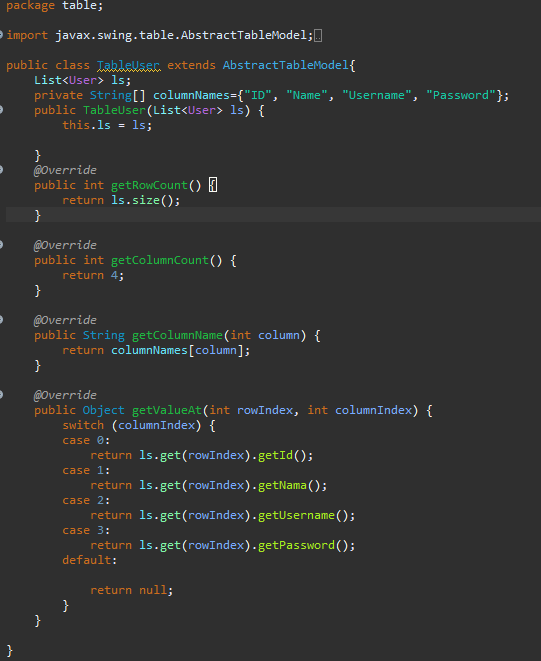 package table;
import javax.swing.table.AbstractTableModel;
public class TableUser extends AbstractTableModel{
    List<User> ls;
    private String[] columnNames={"ID", "Name", "Username", "Password"};
    public TableUser(List<User> ls) {
        this.ls = ls;

    }
    @Override
    public int getRowCount() {
        return ls.size();
    }

    @Override
    public int getColumnCount() {
        return 4;
    }

    @Override
    public String getColumnName(int column) {
        return columnNames[column];
    }

    @Override
    public Object getValueAt(int rowIndex, int columnIndex) {
        switch (columnIndex) {
        case 0:
            return ls.get(rowIndex).getId();
        case 1:
            return ls.get(rowIndex).getNama();
        case 2:
            return ls.get(rowIndex).getUsername();
        case 3:
            return ls.get(rowIndex).getPassword();
        default:

            return null;
        }
    }

}